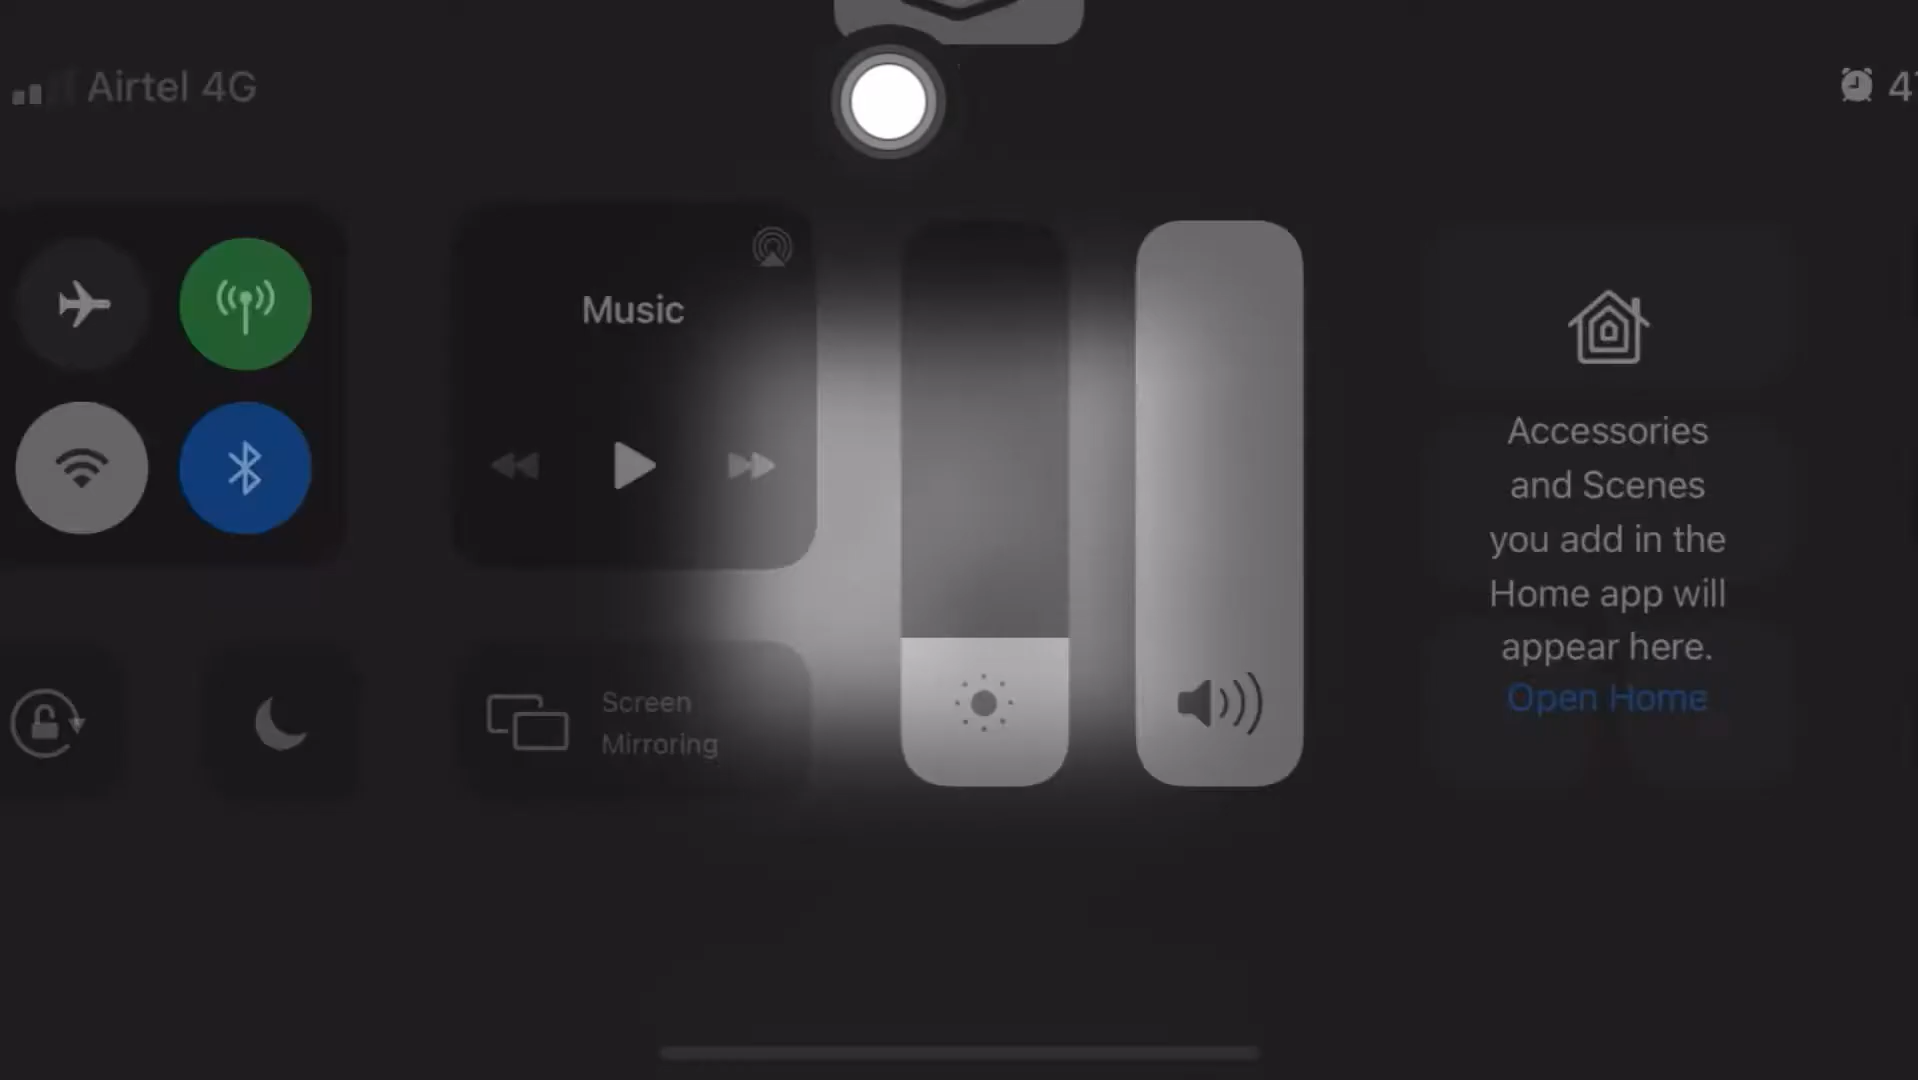 Airtel 4G
Music
Accessories
and Scenes
you add in the
Home app will
appear here.
Open Home
Screen
Mirroring